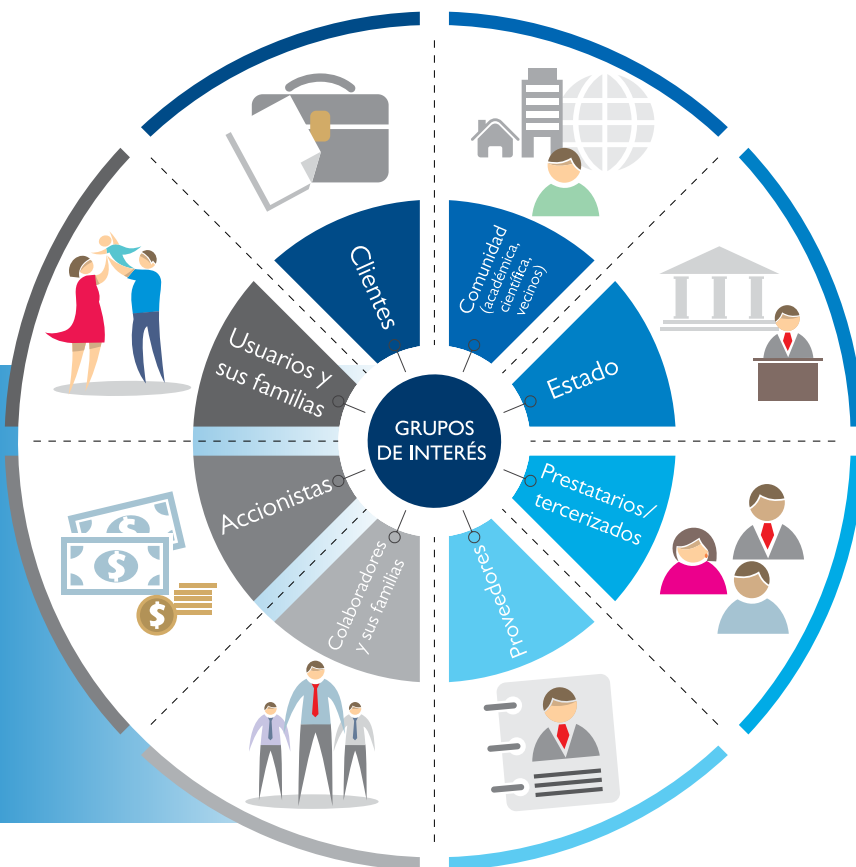 GRUPOS
DE INTERÉS
Clientes
Comunidad
(académica,
científica,
vecinos)
Estado
Prestatarios/
tercerizados
Proveedores
Colaboradores
y sus familias
Accionistas
Usuarios y
sus familias
$
$
$